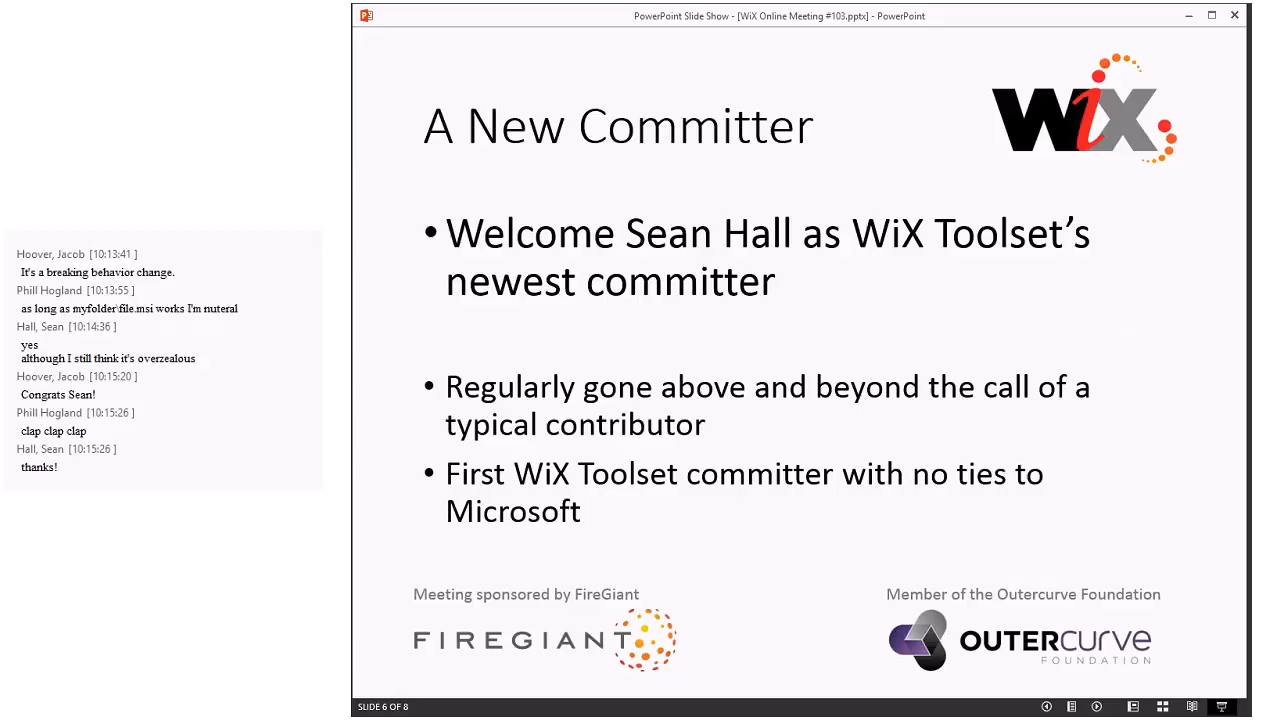 Hoover, Jacob [10:13:41 ]
It's a breaking behavior change.
Phill Hogland [10:13:55 ]
as long as myfolder\file.msi works I'm nuteral
Hall, Sean [10:14:36 ]
yes
although I still think it's overzealous
Hoover, Jacob [10:15:20 ]
Congrats Sean!
Phill Hogland [10:15:26 ]
clap clap clap
Hall, Sean [10:15:26 ]
thanks!
PowerPoint Slide Show - [WiX Online Meeting #103.pptx] - PowerPoint
WiX
A New Committer
• Welcome Sean Hall as WiX Toolset’s
newest committer
• Regularly gone above and beyond the call of a
typical contributor
• First WiX Toolset committer with no ties to
Microsoft
Meeting sponsored by FireGiant
FIREGIANT
Member of the Outercurve Foundation
OUTERCURVE
FOUNDATION
SLIDE 6 OF 8